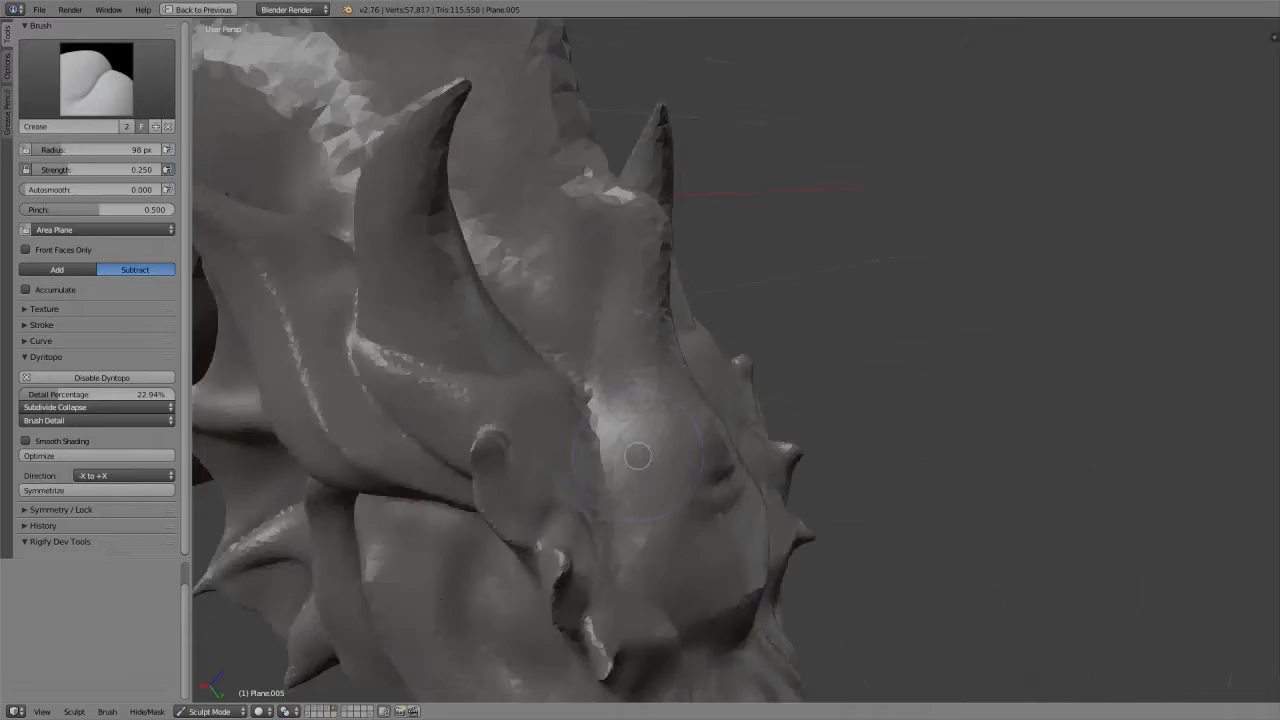 File Render Window Help Back to Previous Blender Render v2.76 | Verts:57,817 | Tris:115,558 | Plane.005
Tools
Options
Grease Pencil
Brush
User Persp
Crease 2 F
Radius: 98 px
Strength: 0.250
Autosmooth: 0.000
Pinch: 0.500
Area Plane
Front Faces Only
Add Subtract
Accumulate
Texture
Stroke
Curve
Dyntopo
Disable Dyntopo
Detail Percentage: 22.94%
Subdivide Collapse
Brush Detail
Smooth Shading
Optimize
Direction: -X to +X
Symmetrize
Symmetry / Lock
History
Rigify Dev Tools
(1) Plane.005
View Sculpt Brush Hide/Mask Sculpt Mode